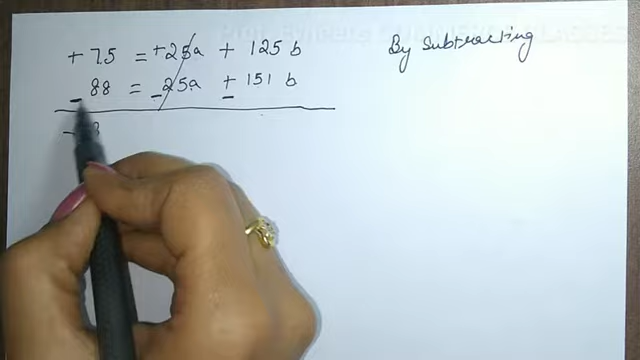 + 75 = +25a + 125 b
- 88 = -25a + 151 b
By Subtracting
-